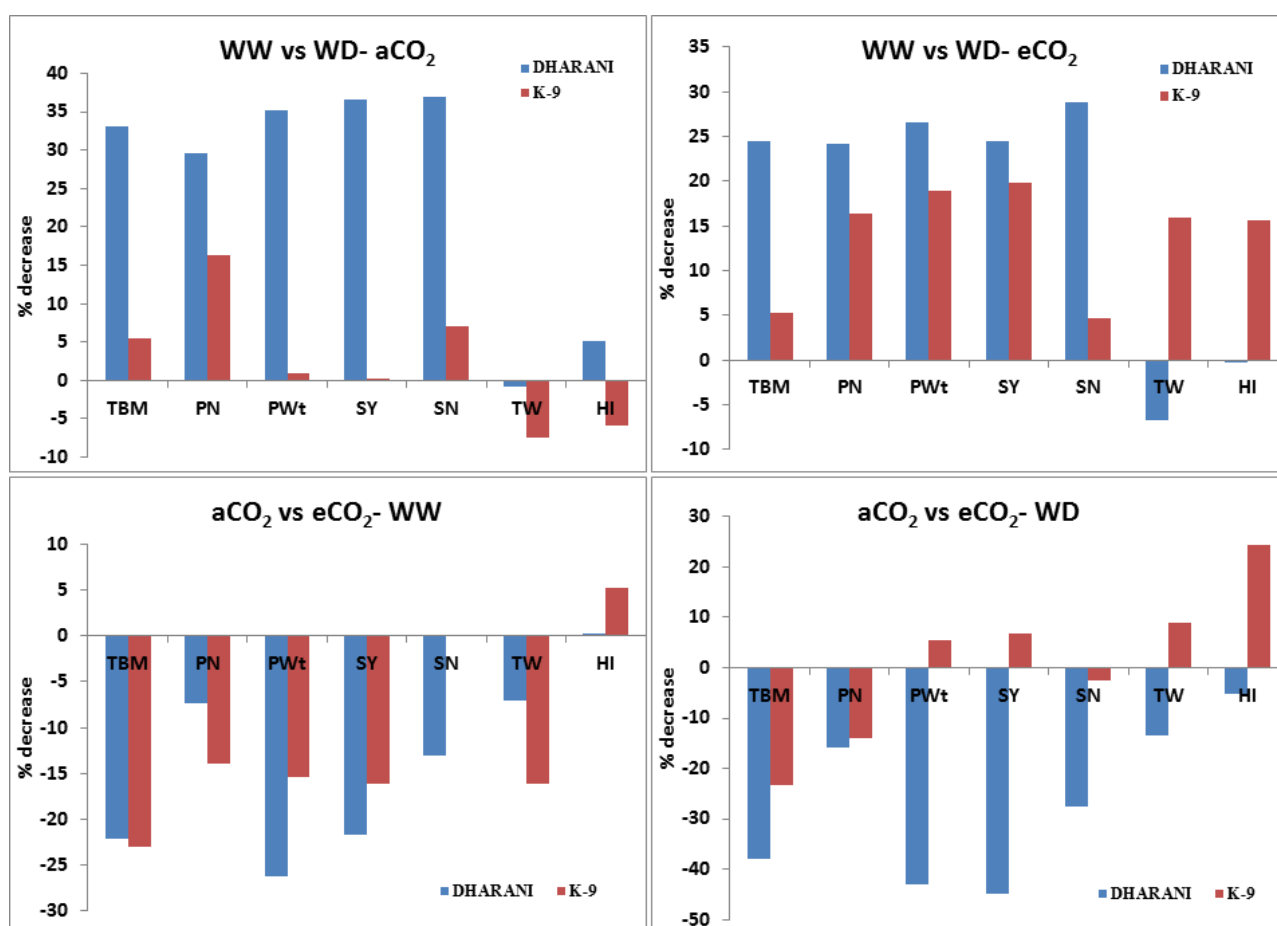 WW vs WD- aCO₂
DHARANI
K-9
40
35
30
25
20
15
10
5
0
-5
-10
% decrease
TBM PN PWt SY SN TW HI
WW vs WD- eCO₂
DHARANI
K-9
35
30
25
20
15
10
5
0
-5
-10
% decrease
TBM PN PWt SY SN TW HI
aCO₂ vs eCO₂- WW
10
5
0
-5
-10
-15
-20
-25
-30
% decrease
TBM PN PWt SY SN TW HI
DHARANI K-9
aCO₂ vs eCO₂- WD
30
20
10
0
-10
-20
-30
-40
-50
% decrease
TBM PN PWt SY SN TW HI
DHARANI K-9